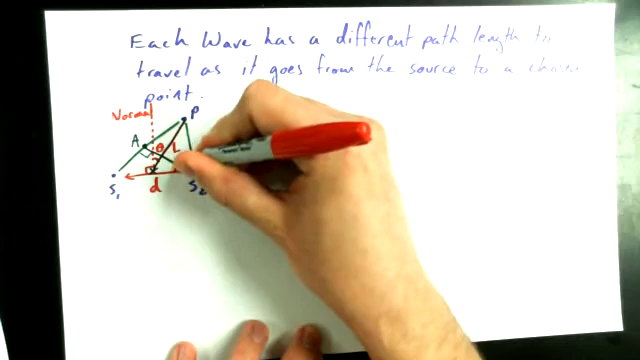 Each Wave has a different path length to
travel as it goes from the source to a chosen
point.
Normal
P
A
θ
L
S1
d
S2